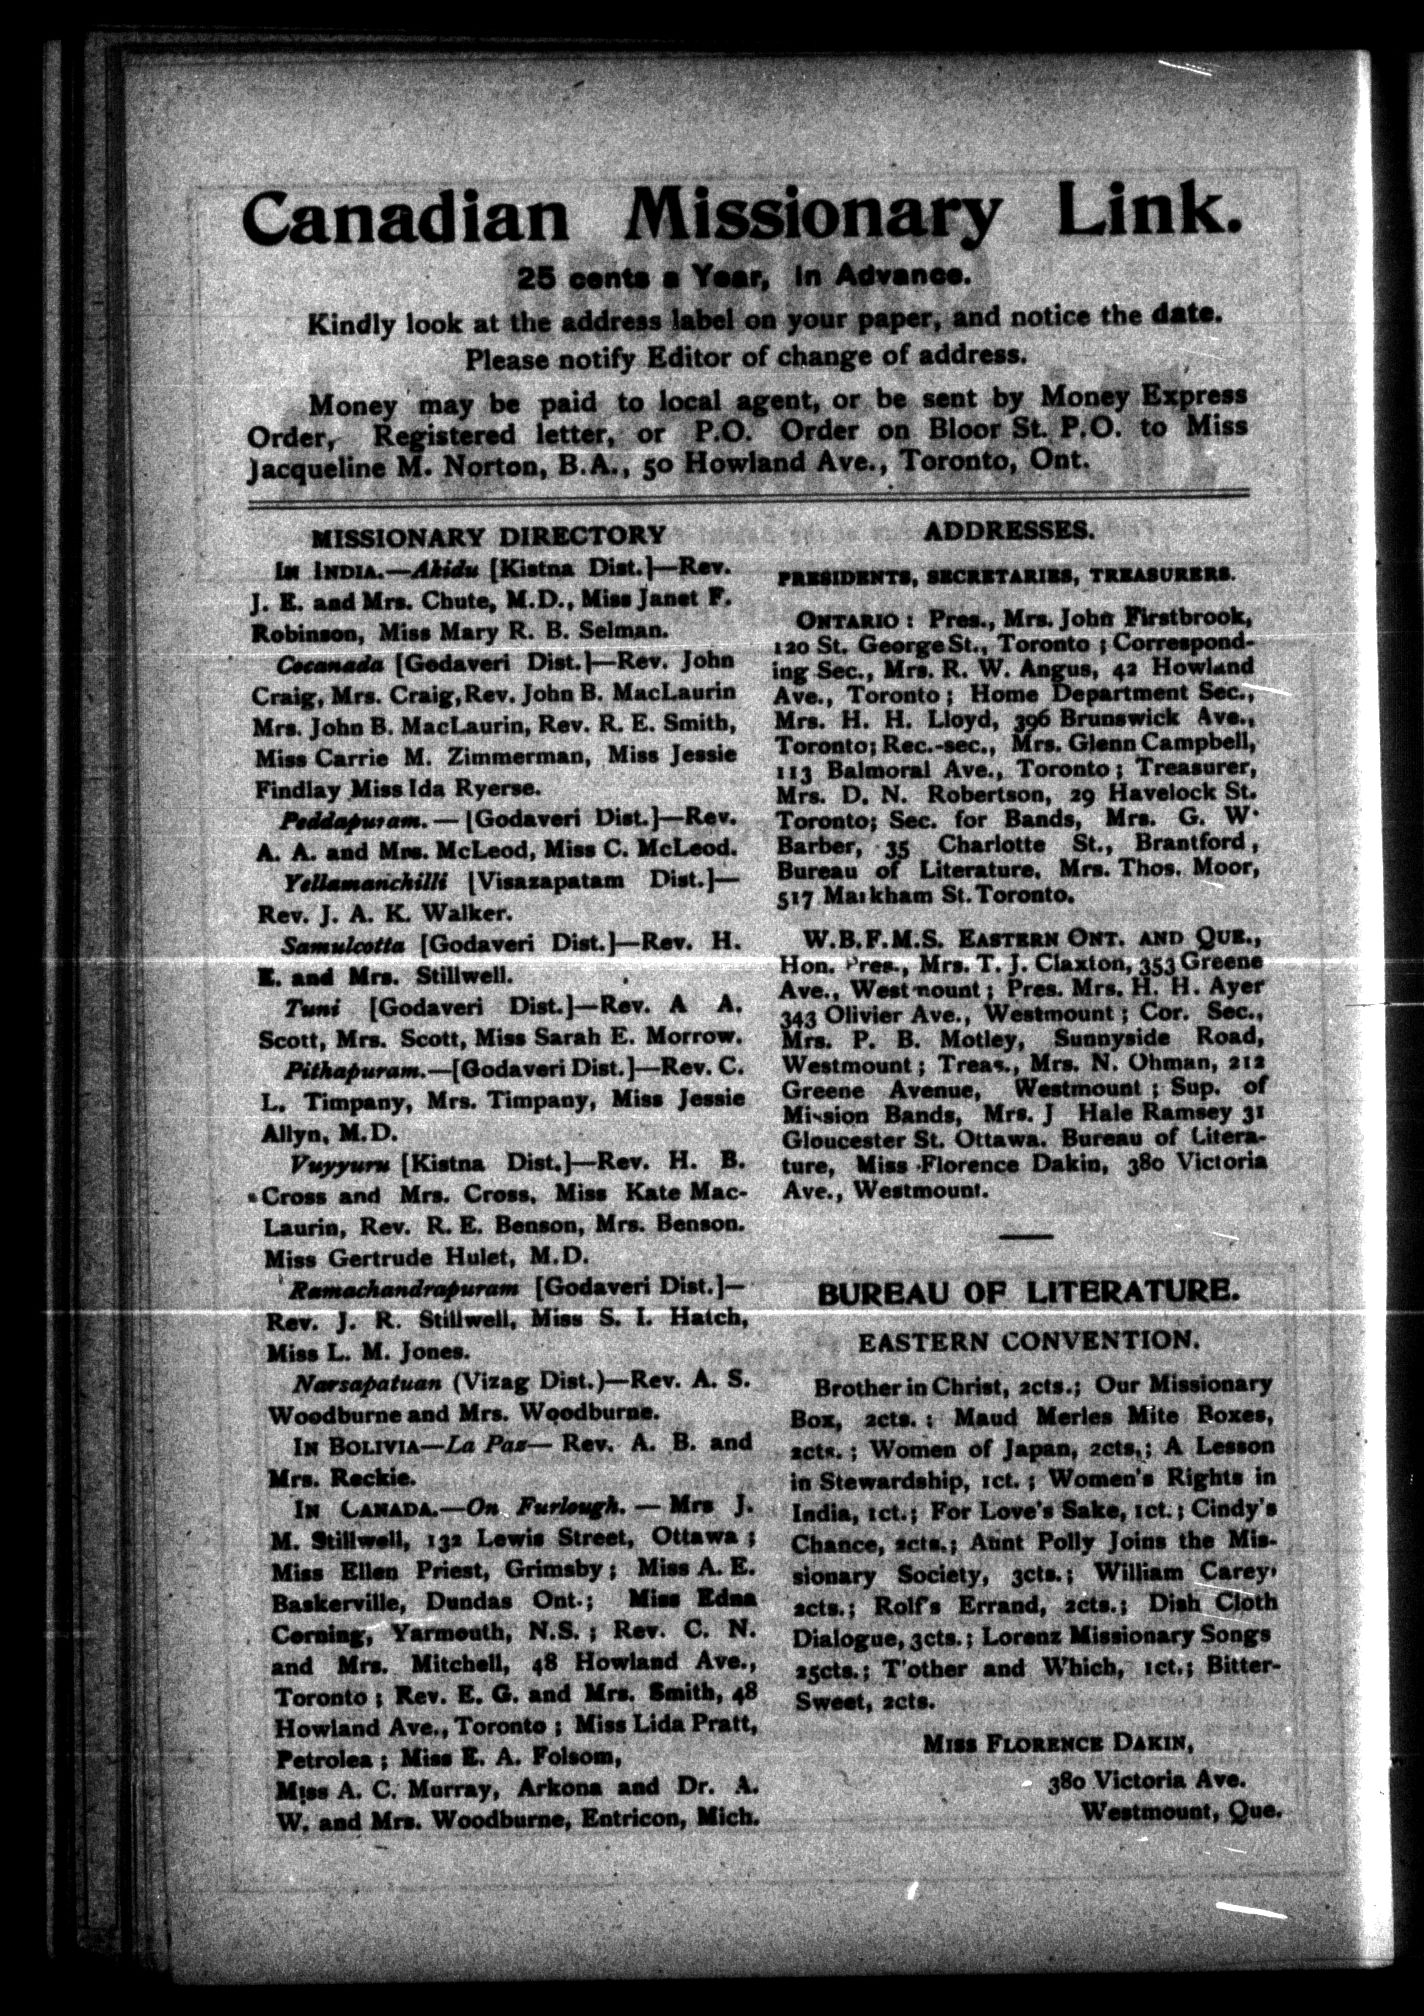 Canadian Missionary Link.
25 cents a Year, In Advance.
Kindly look at the address label on your paper, and notice the date.
Please notify Editor of change of address.
Money may be paid to local agent, or be sent by Money Express
Order, Registered letter, or P.O. Order on Bloor St. P.O. to Miss
Jacqueline M. Norton, B.A., 50 Howland Ave., Toronto, Ont.
MISSIONARY DIRECTORY
IN INDIA.—Akidu [Kistna Dist.]—Rev.
J. E. and Mrs. Chute, M.D., Miss Janet F.
Robinson, Miss Mary R. B. Selman.
Cocanada [Godaveri Dist.]—Rev. John
Craig, Mrs. Craig, Rev. John B. MacLaurin
Mrs. John B. MacLaurin, Rev. R. E. Smith,
Miss Carrie M. Zimmerman, Miss Jessie
Findlay Miss Ida Ryerse.
Peddapuram.—[Godaveri Dist.]—Rev.
A. A. and Mrs. McLeod, Miss C. McLeod.
Yellamanchilli [Visazapatam Dist.]—
Rev. J. A. K. Walker.
Samulcotta [Godaveri Dist.]—Rev. H.
E. and Mrs. Stillwell.
Tuni [Godaveri Dist.]—Rev. A A.
Scott, Mrs. Scott, Miss Sarah E. Morrow.
Pithapuram.—[Godaveri Dist.]—Rev. C.
L. Timpany, Mrs. Timpany, Miss Jessie
Allyn, M.D.
Vuyyuru [Kistna Dist.]—Rev. H. B.
Cross and Mrs. Cross, Miss Kate Mac-
Laurin, Rev. R. E. Benson, Mrs. Benson.
Miss Gertrude Hulet, M.D.
Ramachandrapuram [Godaveri Dist.]—
Rev. J. R. Stillwell, Miss S. I. Hatch,
Miss L. M. Jones.
Narsapatuan (Vizag Dist.)—Rev. A. S.
Woodburne and Mrs. Woodburne.
IN BOLIVIA—La Paz— Rev. A. B. and
Mrs. Reekie.
IN CANADA.—On Furlough.—Mrs J.
M. Stillwell, 132 Lewis Street, Ottawa ;
Miss Ellen Priest, Grimsby ; Miss A. E.
Baskerville, Dundas Ont.; Miss Edna
Corning, Yarmouth, N.S. ; Rev. C. N.
and Mrs. Mitchell, 48 Howland Ave.,
Toronto ; Rev. E. G. and Mrs. Smith, 48
Howland Ave., Toronto ; Miss Lida Pratt,
Petrolea ; Miss E. A. Folsom,
Miss A. C. Murray, Arkona and Dr. A.
W. and Mrs. Woodburne, Entricon, Mich.
ADDRESSES.
PRESIDENTS, SECRETARIES, TREASURERS.
ONTARIO : Pres., Mrs. John Firstbrook,
120 St. George St., Toronto ; Correspond-
ing Sec., Mrs. R. W. Angus, 42 Howland
Ave., Toronto ; Home Department Sec.,
Mrs. H. H. Lloyd, 396 Brunswick Ave.,
Toronto; Rec.-sec., Mrs. Glenn Campbell,
113 Balmoral Ave., Toronto ; Treasurer,
Mrs. D. N. Robertson, 29 Havelock St.
Toronto; Sec. for Bands, Mrs. G. W.
Barber, 35 Charlotte St., Brantford,
Bureau of Literature, Mrs. Thos. Moor,
517 Markham St. Toronto.
W.B.F.M.S. EASTERN ONT. AND QUE.,
Hon. Pres., Mrs. T. J. Claxton, 353 Greene
Ave., Westmount ; Pres. Mrs. H. H. Ayer
343 Olivier Ave., Westmount ; Cor. Sec.,
Mrs. P. B. Motley, Sunnyside Road,
Westmount ; Treas., Mrs. N. Ohman, 212
Greene Avenue, Westmount ; Sup. of
Mission Bands, Mrs. J Hale Ramsey 31
Gloucester St. Ottawa. Bureau of Litera-
ture, Miss Florence Dakin, 380 Victoria
Ave., Westmount.
BUREAU OF LITERATURE.
EASTERN CONVENTION.
Brother in Christ, 2cts.; Our Missionary
Box, 2cts. ; Maud Merles Mite Boxes,
2cts. ; Women of Japan, 2cts,; A Lesson
in Stewardship, 1ct. ; Women's Rights in
India, 1ct.; For Love's Sake, 1ct. ; Cindy's
Chance, 2cts.; Aunt Polly Joins the Mis-
sionary Society, 3cts.; William Carey,
2cts.; Rolf's Errand, 2cts.; Dish Cloth
Dialogue, 3cts. ; Lorenz Missionary Songs
25cts.; T'other and Which, 1ct.; Bitter-
Sweet, 2cts.
MISS FLORENCE DAKIN,
380 Victoria Ave.
Westmount, Que.